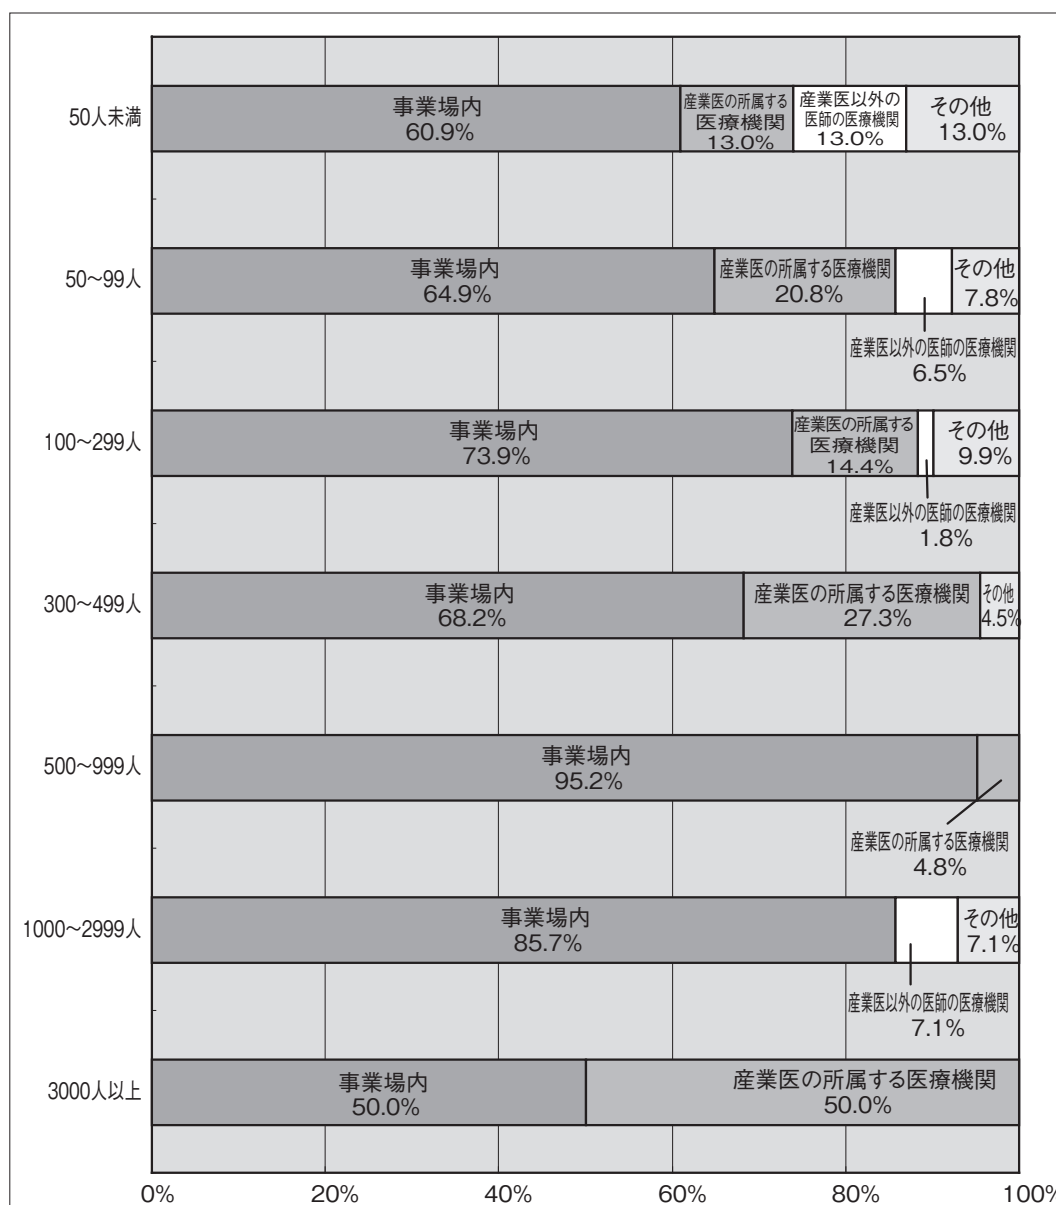 50人未満
事業場内
60.9%
産業医の所属する
医療機関
13.0%
産業医以外の
医師の医療機関
13.0%
その他
13.0%
50~99人
事業場内
64.9%
産業医の所属する医療機関
20.8%
その他
7.8%
産業医以外の医師の医療機関
6.5%
100~299人
事業場内
73.9%
産業医の所属する
医療機関
14.4%
その他
9.9%
産業医以外の医師の医療機関
1.8%
300~499人
事業場内
68.2%
産業医の所属する医療機関
27.3%
その他
4.5%
500~999人
事業場内
95.2%
産業医の所属する医療機関
4.8%
1000~2999人
事業場内
85.7%
その他
7.1%
産業医以外の医師の医療機関
7.1%
3000人以上
事業場内
50.0%
産業医の所属する医療機関
50.0%
0% 20% 40% 60% 80% 100%